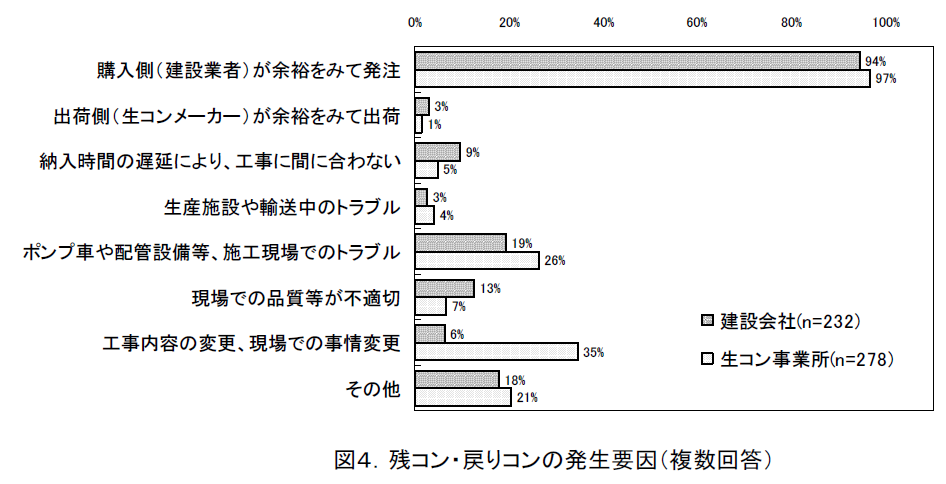 0% 20% 40% 60% 80% 100%
購入側(建設業者)が余裕をみて発注
94%
97%
出荷側(生コンメーカー)が余裕をみて出荷
3%
1%
納入時間の遅延により、工事に間に合わない
9%
5%
生産施設や輸送中のトラブル
3%
4%
ポンプ車や配管設備等、施工現場でのトラブル
19%
26%
現場での品質等が不適切
13%
7%
工事内容の変更、現場での事情変更
6%
35%
その他
18%
21%
建設会社(n=232)
生コン事業所(n=278)
図4. 残コン・戻りコンの発生要因(複数回答)